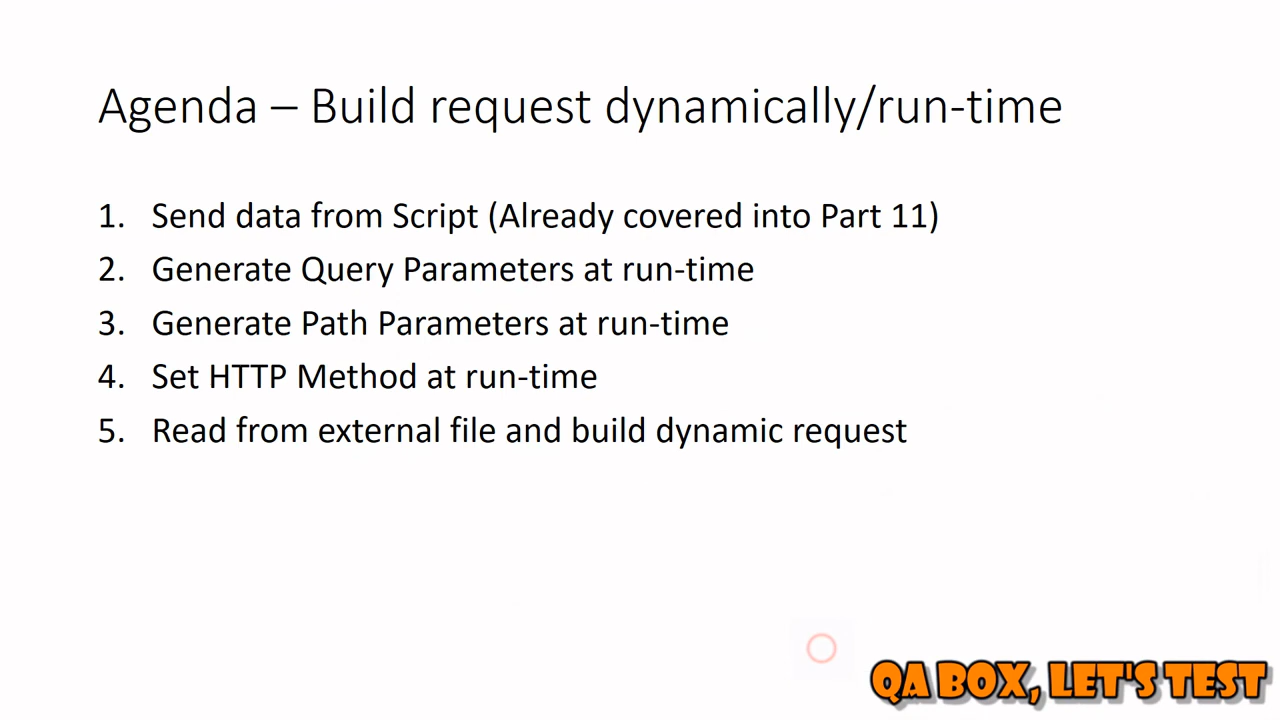 Agenda – Build request dynamically/run-time
1. Send data from Script (Already covered into Part 11)
2. Generate Query Parameters at run-time
3. Generate Path Parameters at run-time
4. Set HTTP Method at run-time
5. Read from external file and build dynamic request
QA BOX, LET'S TEST